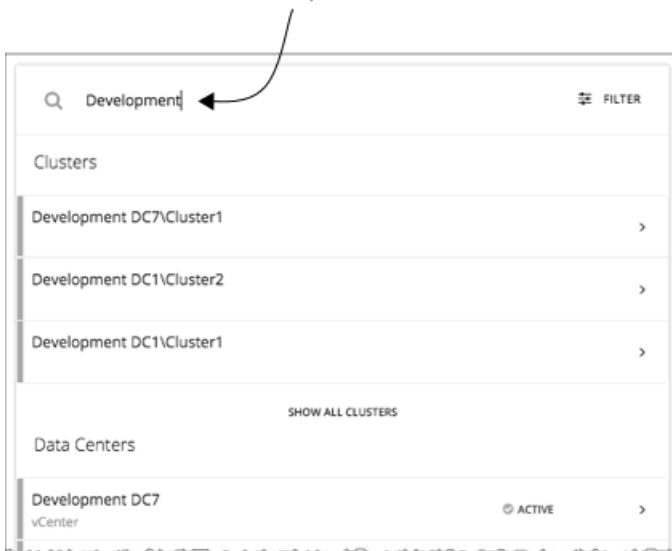 Development
FILTER
Clusters
Development DC7\Cluster1
Development DC1\Cluster2
Development DC1\Cluster1
SHOW ALL CLUSTERS
Data Centers
Development DC7
ACTIVE
vCenter